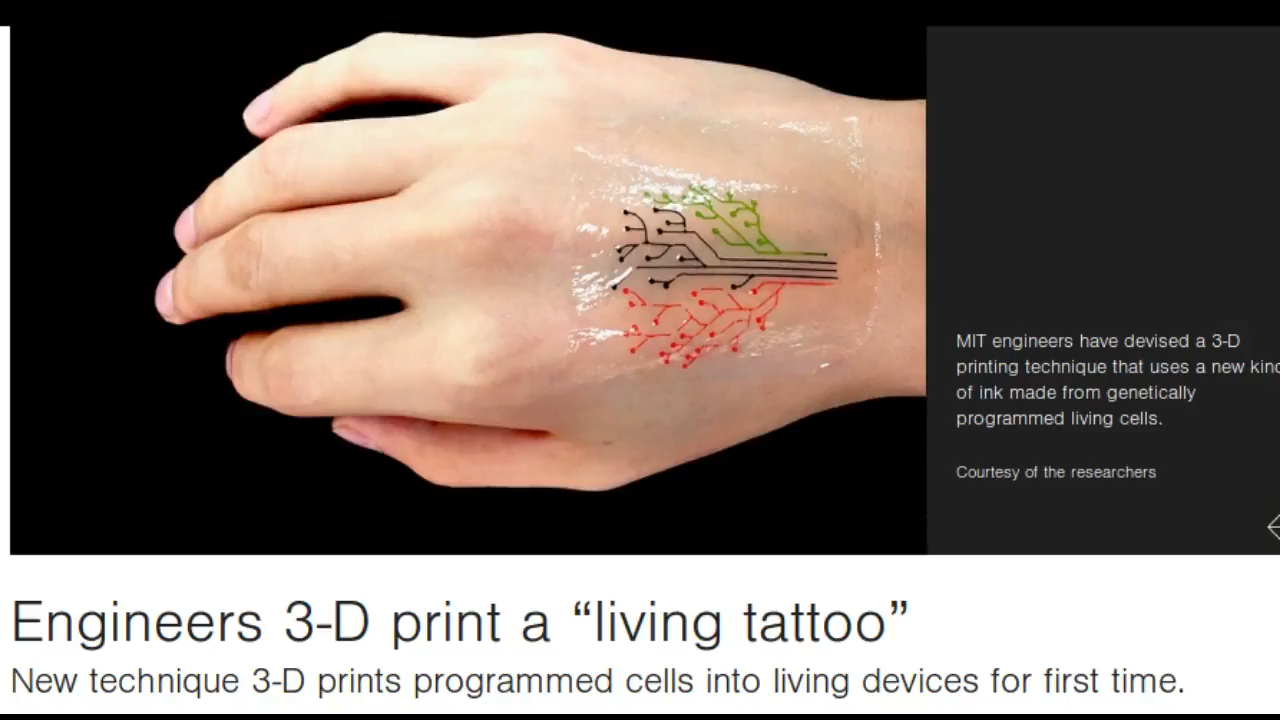 MIT engineers have devised a 3-D
printing technique that uses a new kind
of ink made from genetically
programmed living cells.
Courtesy of the researchers
Engineers 3-D print a “living tattoo”
New technique 3-D prints programmed cells into living devices for first time.